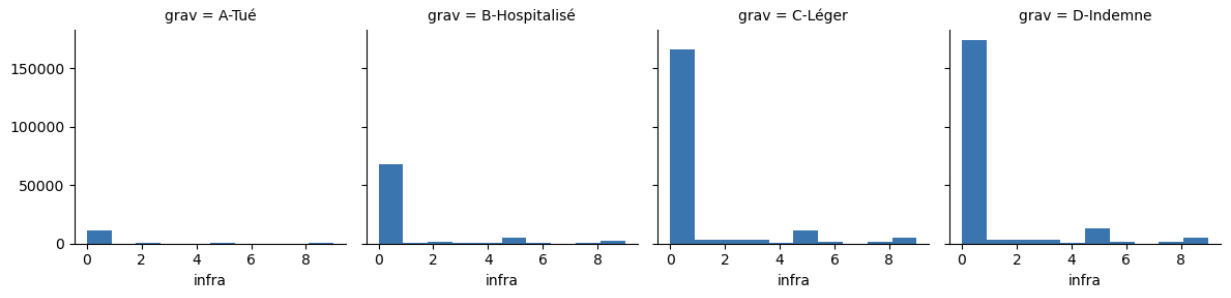 grav = A-Tué
grav = B-Hospitalisé
grav = C-Léger
grav = D-Indemne
150000
100000
50000
0
0 2 4 6 8
0 2 4 6 8
0 2 4 6 8
0 2 4 6 8
infra
infra
infra
infra